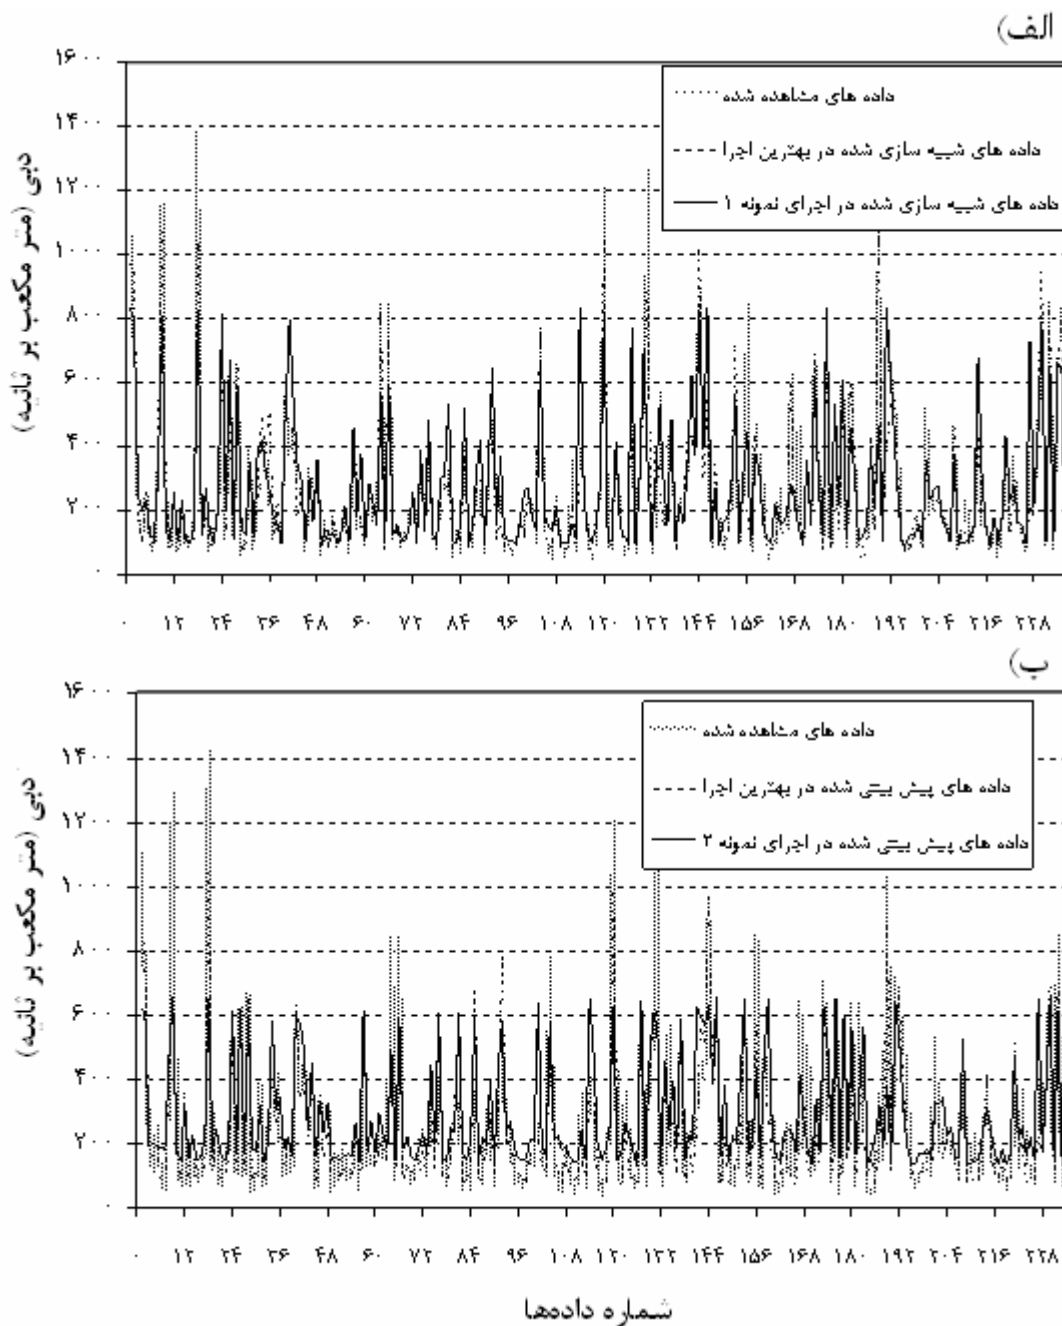 الف)
۱۶۰۰
۱۴۰۰
۱۲۰۰
۱۰۰۰
۸۰۰
۶۰۰
۴۰۰
۲۰۰
۰
دبی (متر مکعب بر ثانیه)
داده های مشاهده شده
داده های شبیه سازی شده در بهترین اجرا
داده های شبیه سازی شده در اجرای نمونه ۱
۰ ۱۲ ۲۴ ۳۶ ۴۸ ۶۰ ۷۲ ۸۴ ۹۶ ۱۰۸ ۱۲۰ ۱۳۲ ۱۴۴ ۱۵۶ ۱۶۸ ۱۸۰ ۱۹۲ ۲۰۴ ۲۱۶ ۲۲۸
ب)
۱۶۰۰
۱۴۰۰
۱۲۰۰
۱۰۰۰
۸۰۰
۶۰۰
۴۰۰
۲۰۰
۰
دبی (متر مکعب بر ثانیه)
داده های مشاهده شده
داده های پیش بینی شده در بهترین اجرا
داده های پیش بینی شده در اجرای نمونه ۲
۰ ۱۲ ۲۴ ۳۶ ۴۸ ۶۰ ۷۲ ۸۴ ۹۶ ۱۰۸ ۱۲۰ ۱۳۲ ۱۴۴ ۱۵۶ ۱۶۸ ۱۸۰ ۱۹۲ ۲۰۴ ۲۱۶ ۲۲۸
شماره داده‌ها